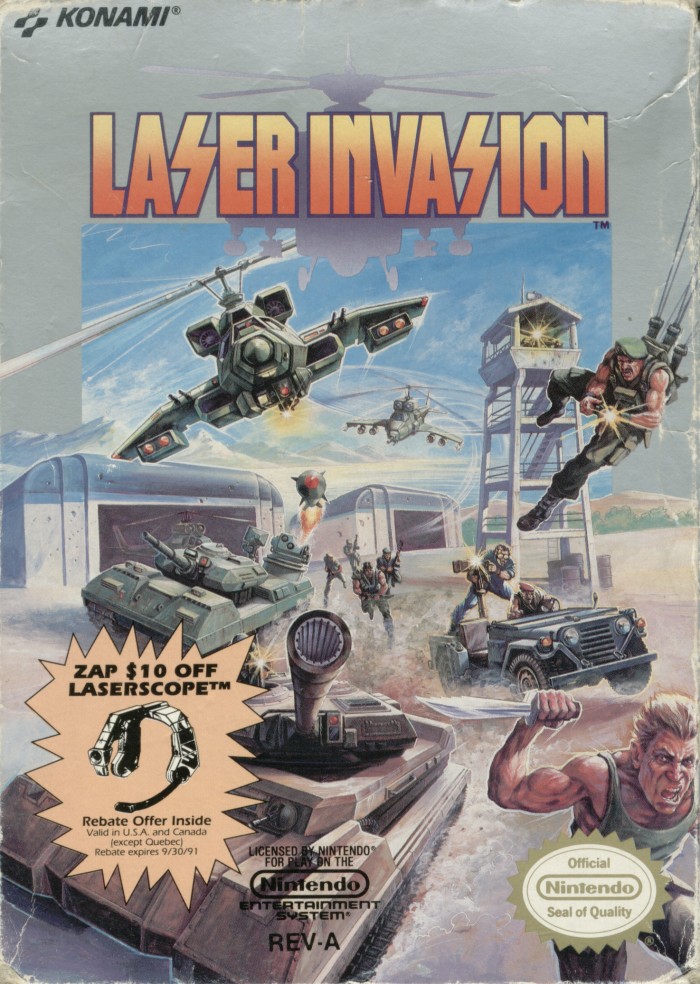 KONAMI®
LASER INVASION
TM
ZAP $10 OFF
LASERSCOPE™
Rebate Offer Inside
Valid in U.S.A. and Canada
(except Quebec)
Rebate expires 9/30/91
LICENSED BY NINTENDO®
FOR PLAY ON THE
Nintendo
ENTERTAINMENT
SYSTEM®
REV-A
Official
Nintendo
Seal of Quality
®